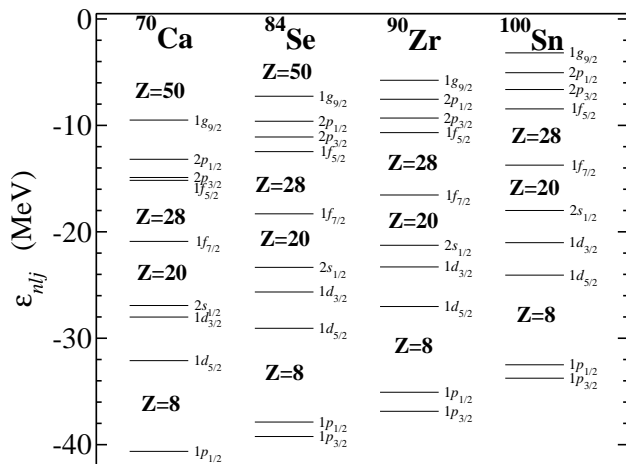 0
-10
-20
-30
-40
ε_nlj (MeV)
⁷⁰Ca
Z=50
1g9/2
2p1/2
2p3/2
1f5/2
Z=28
1f7/2
Z=20
2s1/2
1d3/2
1d5/2
Z=8
1p1/2
⁸⁴Se
Z=50
1g9/2
2p1/2
2p3/2
1f5/2
Z=28
1f7/2
Z=20
2s1/2
1d3/2
1d5/2
Z=8
1p1/2
1p3/2
⁹⁰Zr
1g9/2
2p1/2
2p3/2
1f5/2
Z=28
1f7/2
Z=20
2s1/2
1d3/2
1d5/2
Z=8
1p1/2
1p3/2
¹⁰⁰Sn
1g9/2
2p1/2
2p3/2
1f5/2
Z=28
1f7/2
Z=20
2s1/2
1d3/2
1d5/2
Z=8
1p1/2
1p3/2